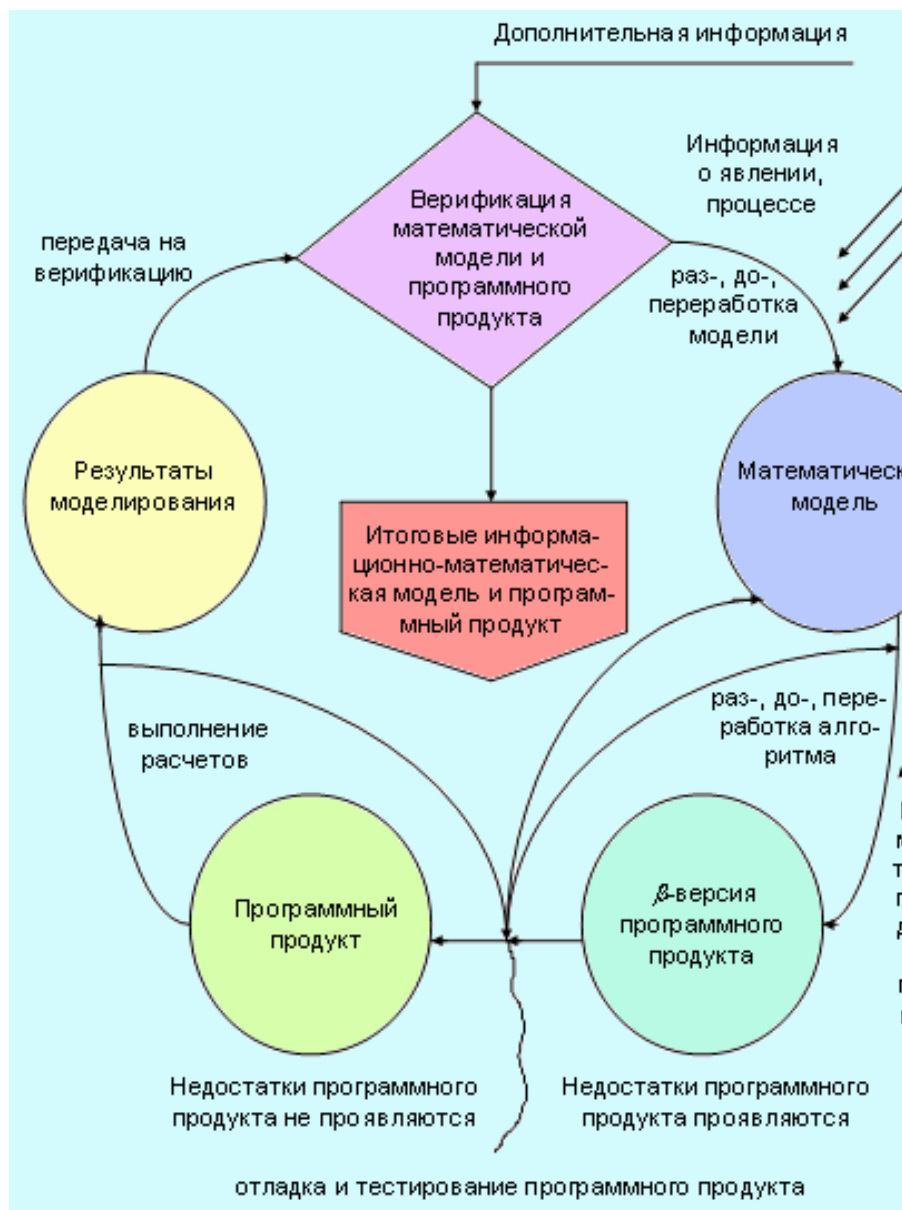 Дополнительная информация
Информация
о явлении,
процессе
Верификация
математической
модели и
программного
продукта
передача на
верификацию
раз-, до-,
переработка
модели
Результаты
моделирования
Математическ
модель
Итоговые информа-
ционно-математичес-
кая модель и програм-
мный продукт
выполнение
расчетов
раз-, до-, пере-
работка алго-
ритма
Программный
продукт
β-версия
программного
продукта
Недостатки программного
продукта не проявляются
Недостатки программного
продукта проявляются
отладка и тестирование программного продукта